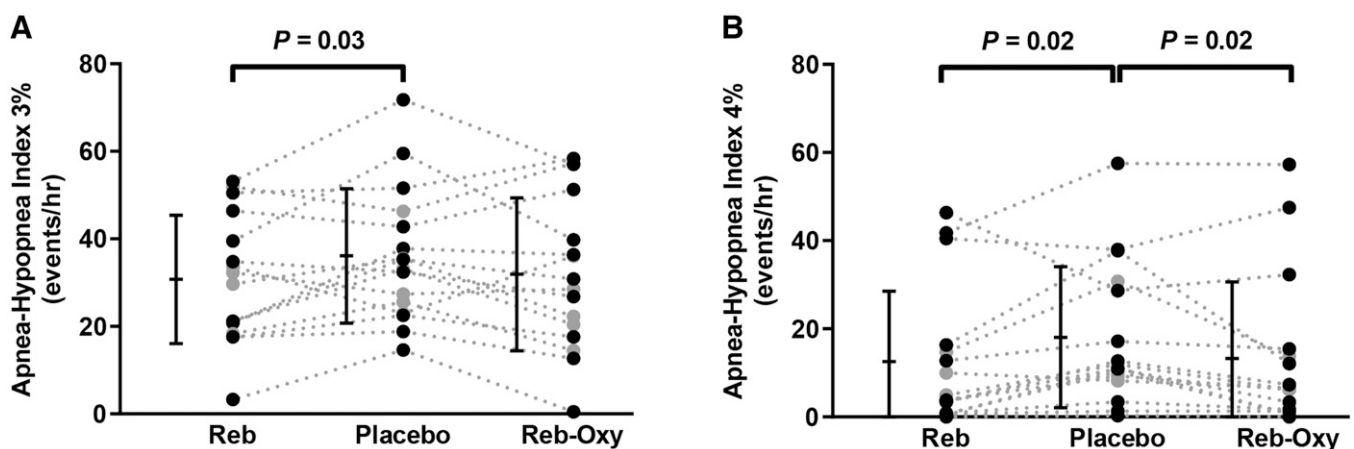 A
P = 0.03
Apnea-Hypopnea Index 3%
(events/hr)
80
60
40
20
0
Reb
Placebo
Reb-Oxy
B
P = 0.02
P = 0.02
Apnea-Hypopnea Index 4%
(events/hr)
80
60
40
20
0
Reb
Placebo
Reb-Oxy